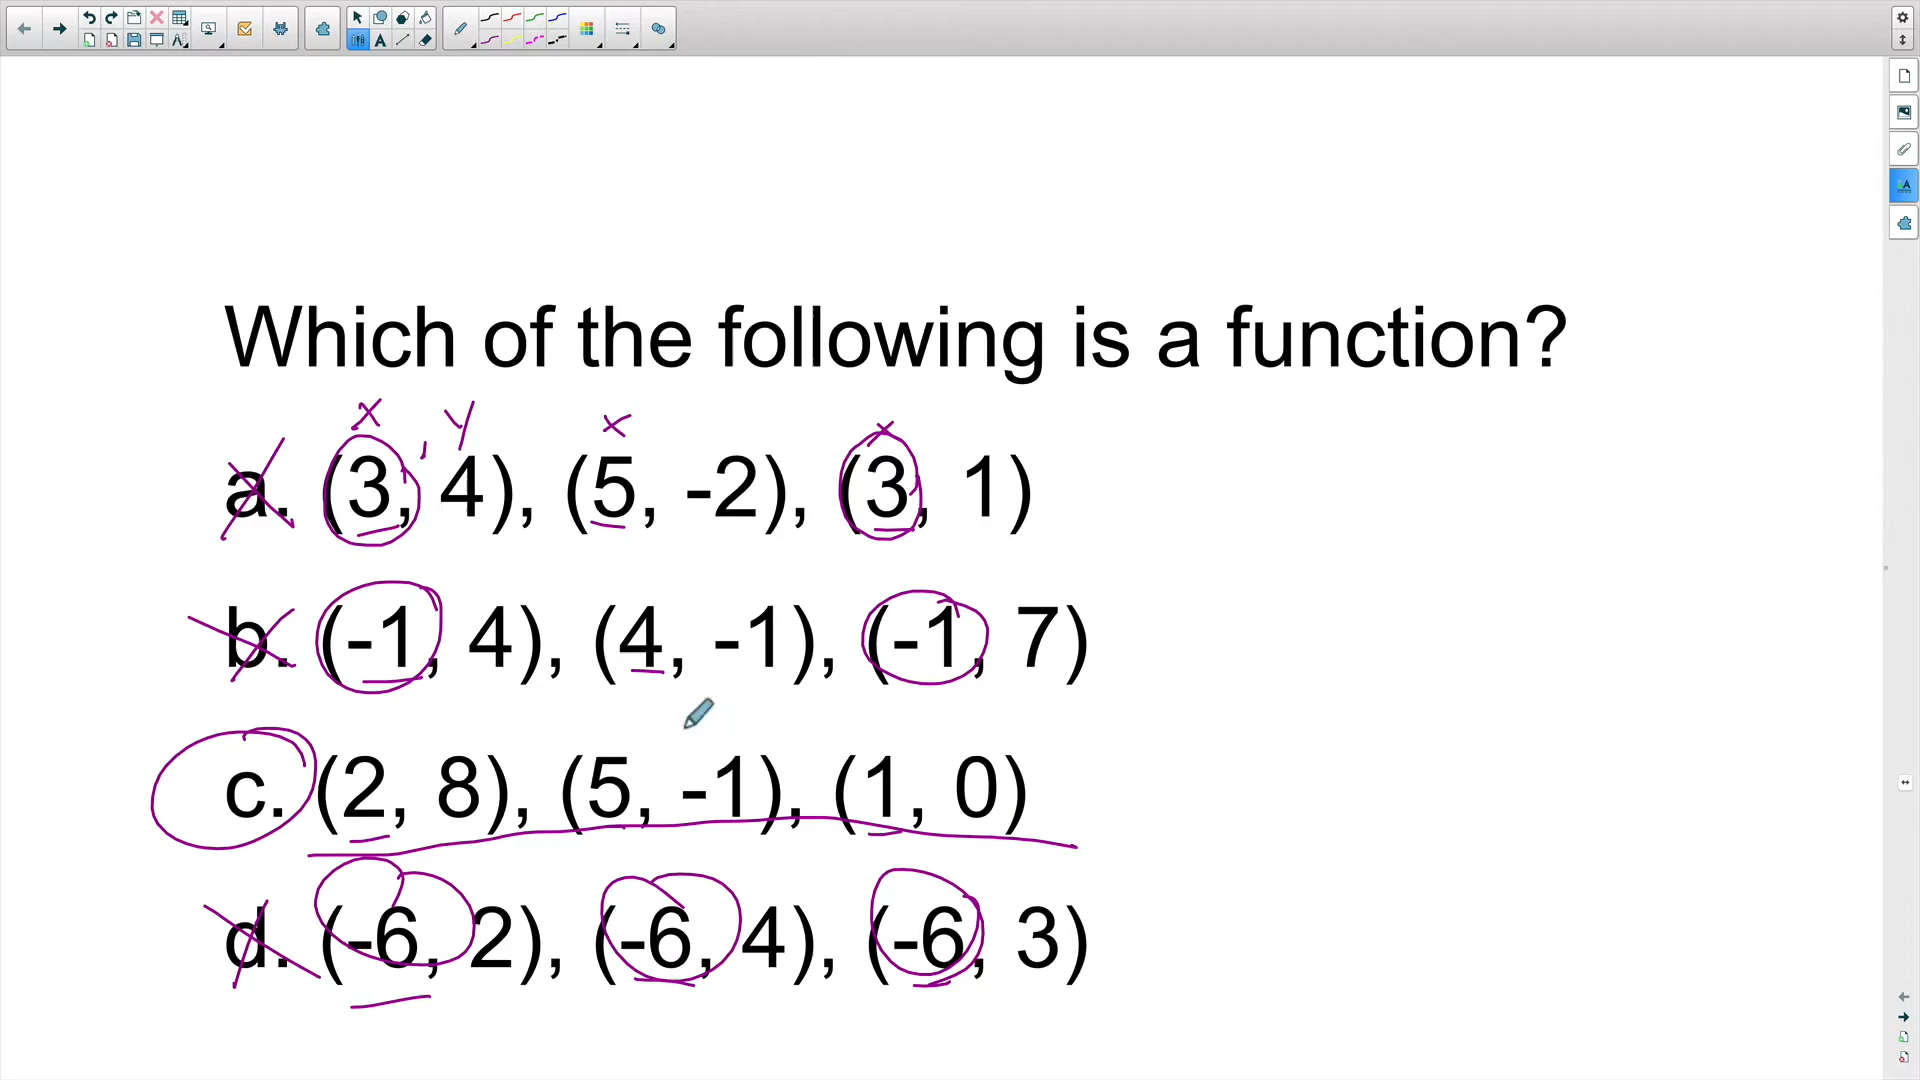 Which of the following is a function?
x , y x x
a. (3, 4), (5, -2), (3, 1)
b. (-1, 4), (4, -1), (-1, 7)
c. (2, 8), (5, -1), (1, 0)
d. (-6, 2), (-6, 4), (-6, 3)